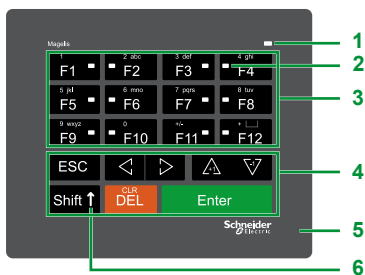 Magelis
1
1 2 abc 3 def 4 ghi
F1 F2 F3 F4
2
3
5 jkl 6 mno 7 pqrs 8 tuv
F5 F6 F7 F8
9 wxyz 0 +/- *
F9 F10 F11 F12
ESC +1 -1
4
CLR
Shift ↑ DEL Enter
Schneider
Electric
5
6